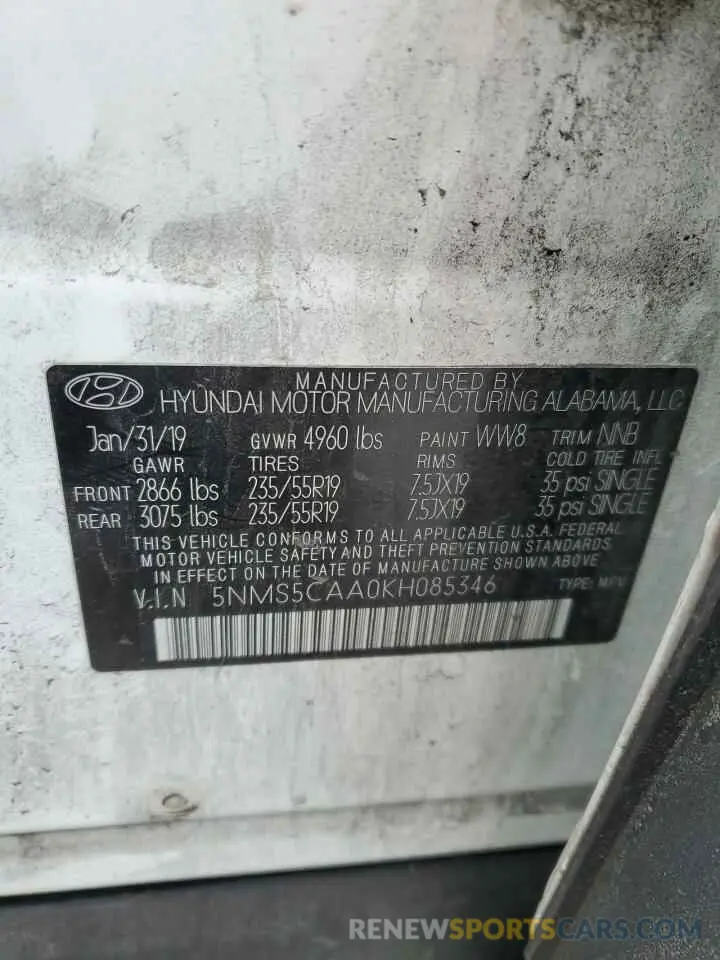 MANUFACTURED BY
HYUNDAI MOTOR MANUFACTURING ALABAMA, LLC
Jan/31/19 GVWR 4960 lbs PAINT WW8 TRIM NNB
GAWR TIRES RIMS COLD TIRE INFL
FRONT 2866 lbs 235/55R19 7.5JX19 35 psi SINGLE
REAR 3075 lbs 235/55R19 7.5JX19 35 psi SINGLE
THIS VEHICLE CONFORMS TO ALL APPLICABLE U.S.A. FEDERAL
MOTOR VEHICLE SAFETY AND THEFT PREVENTION STANDARDS
IN EFFECT ON THE DATE OF MANUFACTURE SHOWN ABOVE
V.I.N 5NMS5CAA0KH085346 TYPE: MPV
RENEWSPORTSCARS.COM